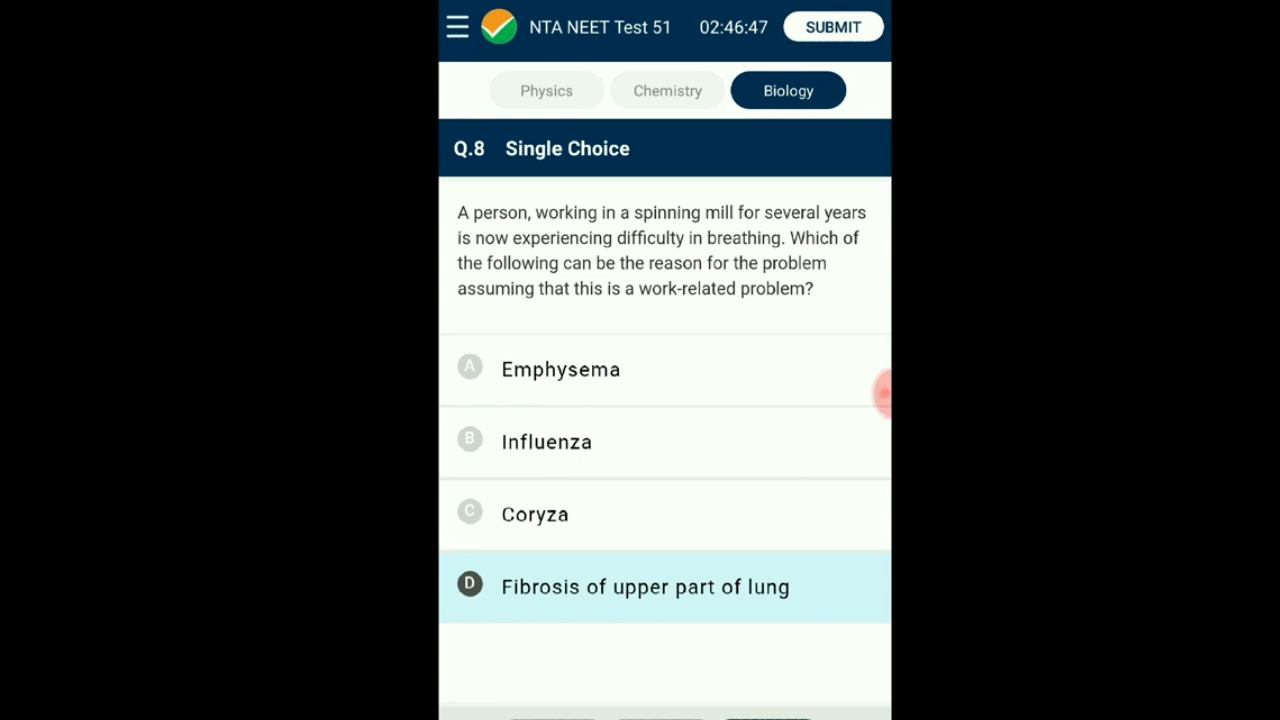 NTA NEET Test 51 02:46:47 SUBMIT
Physics Chemistry Biology
Q.8 Single Choice
A person, working in a spinning mill for several years
is now experiencing difficulty in breathing. Which of
the following can be the reason for the problem
assuming that this is a work-related problem?
A Emphysema
B Influenza
C Coryza
D Fibrosis of upper part of lung